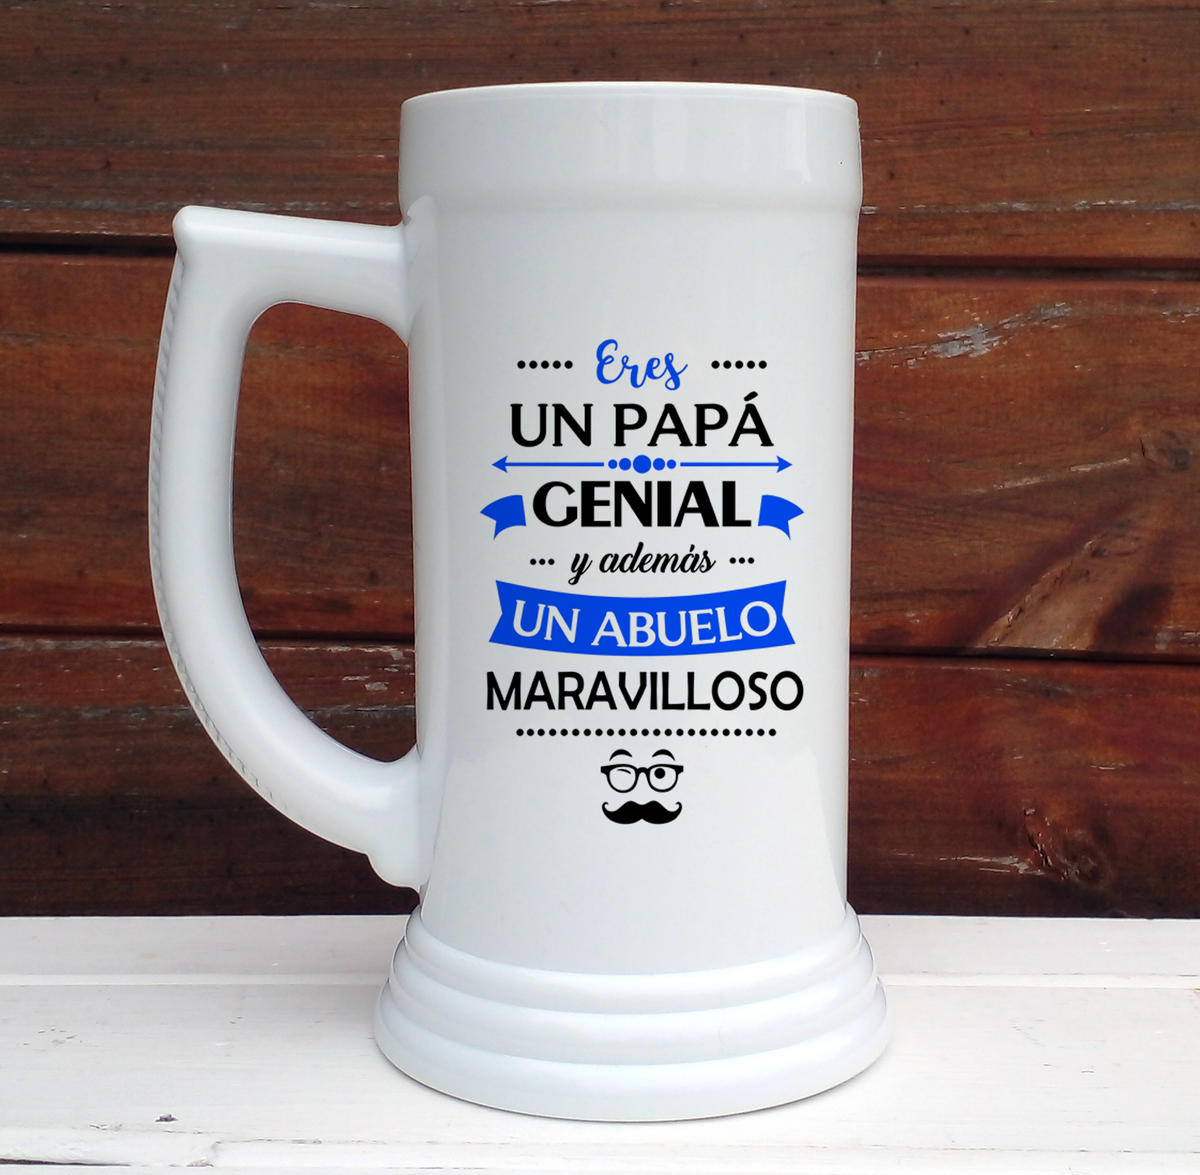 Eres
UN PAPÁ
GENIAL
y además
UN ABUELO
MARAVILLOSO